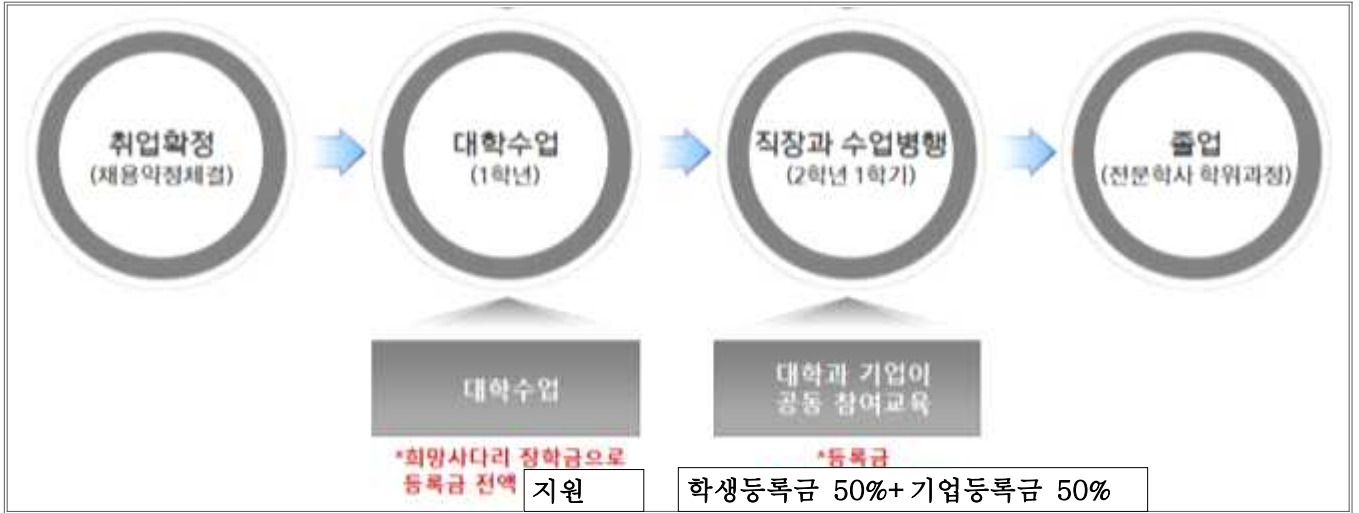 취업확정
(채용약정체결)
대학수업
(1학년)
직장과 수업병행
(2학년 1학기)
졸업
(전문학사 학위과정)
대학수업
대학과 기업이
공동 참여교육
*희망사다리 장학금으로
등록금 전액 지원
*등록금
학생등록금 50%+기업등록금 50%